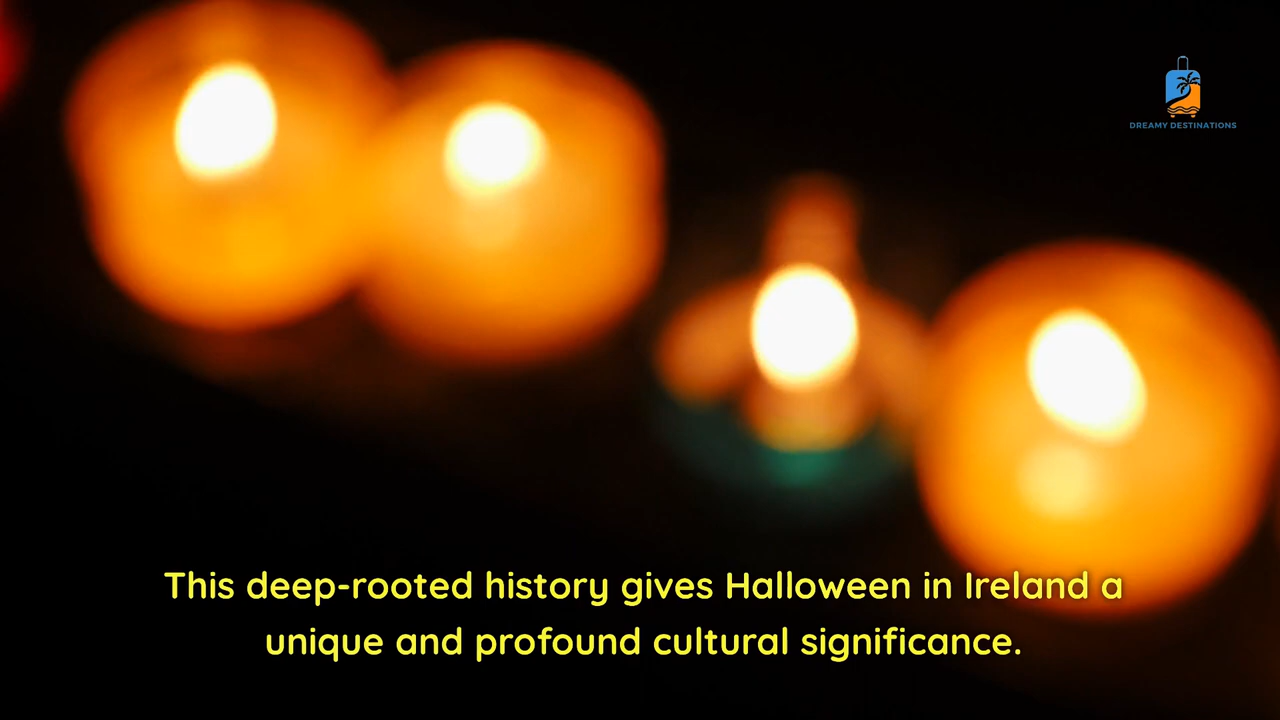 DREAMY DESTINATIONS
This deep-rooted history gives Halloween in Ireland a
unique and profound cultural significance.